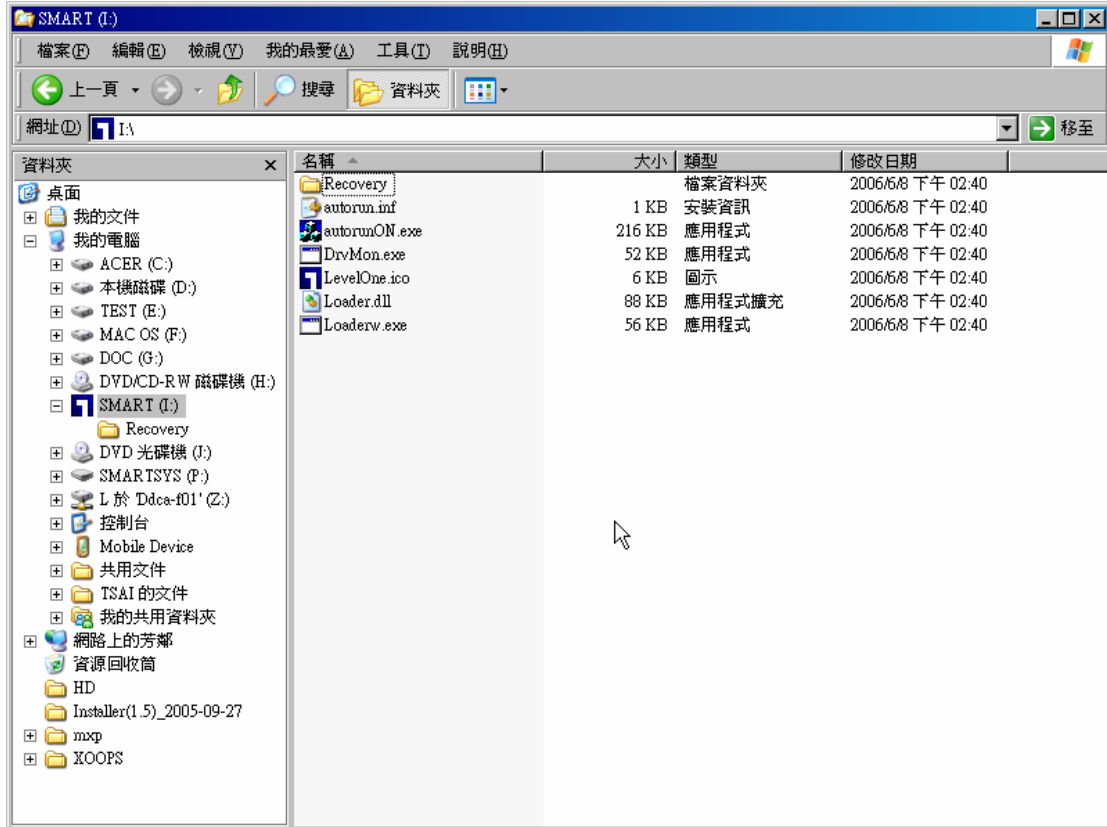 SMART (I:)
檔案(F) 編輯(E) 檢視(V) 我的最愛(A) 工具(T) 說明(H)
上一頁 搜尋 資料夾
網址(D) I:\ 移至
資料夾 x
桌面
我的文件
我的電腦
ACER (C:)
本機磁碟 (D:)
TEST (E:)
MAC OS (F:)
DOC (G:)
DVD/CD-RW 磁碟機 (H:)
SMART (I:)
Recovery
DVD 光碟機 (J:)
SMARTSYS (P:)
L 於 'Ddca-f01' (Z:)
控制台
Mobile Device
共用文件
TSAI 的文件
我的共用資料夾
網路上的芳鄰
資源回收筒
HD
Installer(1.5)_2005-09-27
mxp
XOOPS
名稱 大小 類型 修改日期
Recovery 檔案資料夾 2006/6/8 下午 02:40
autorun.inf 1 KB 安裝資訊 2006/6/8 下午 02:40
autorunON.exe 216 KB 應用程式 2006/6/8 下午 02:40
DrvMon.exe 52 KB 應用程式 2006/6/8 下午 02:40
LevelOne.ico 6 KB 圖示 2006/6/8 下午 02:40
Loader.dll 88 KB 應用程式擴充 2006/6/8 下午 02:40
Loaderw.exe 56 KB 應用程式 2006/6/8 下午 02:40